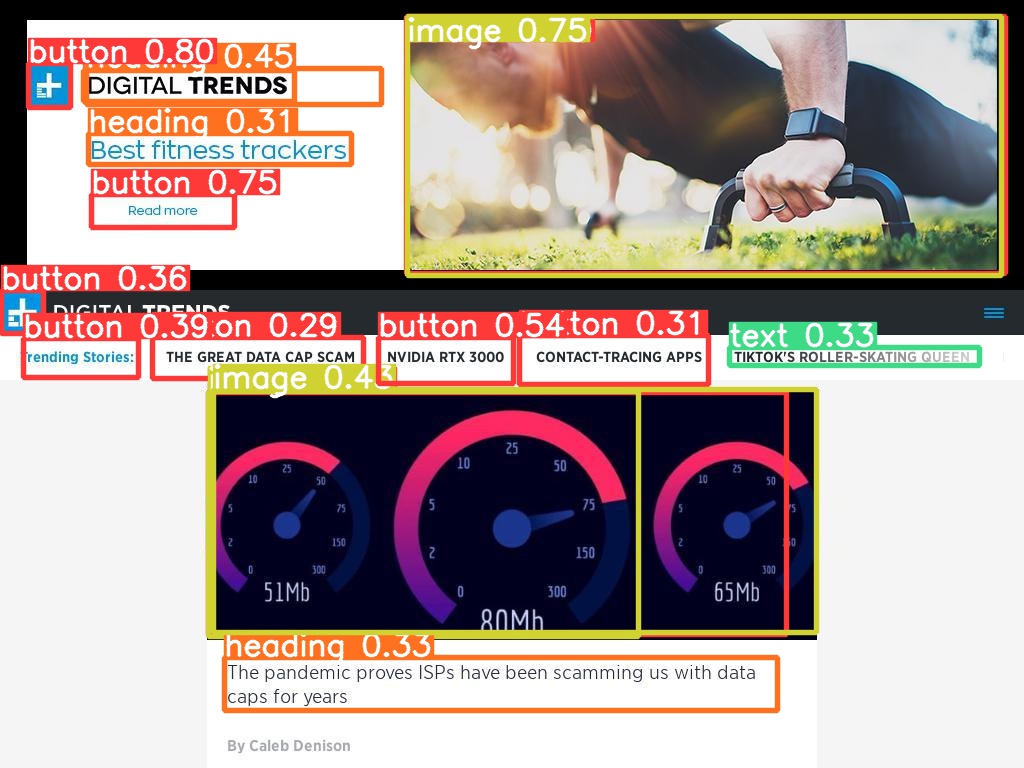 button 0.80
heading 0.45
image 0.75
DIGITAL TRENDS
heading 0.31
Best fitness trackers
button 0.75
Read more
button 0.36
DIGITAL TRENDS
button 0.39
on 0.29
button 0.54
ton 0.31
text 0.33
Trending Stories:
THE GREAT DATA CAP SCAM
NVIDIA RTX 3000
CONTACT-TRACING APPS
TIKTOK'S ROLLER-SKATING QUEEN
image 0.43
0 2 5 10 25 50 75 150 300
51Mb
0 2 5 10 25 50 75 150 300
80Mb
0 2 5 10 25 50 75 150 300
65Mb
heading 0.33
The pandemic proves ISPs have been scamming us with data
caps for years
By Caleb Denison